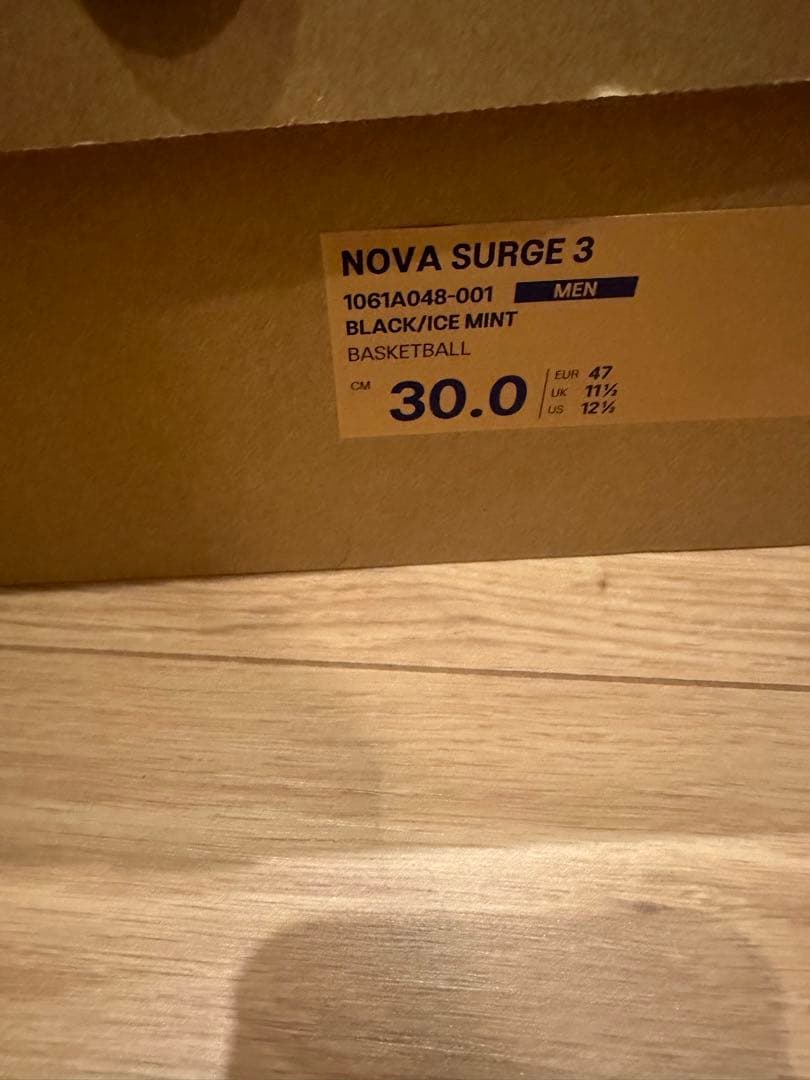 NOVA SURGE 3
1061A048-001 MEN
BLACK/ICE MINT
BASKETBALL
CM 30.0
EUR 47
UK 11½
US 12½